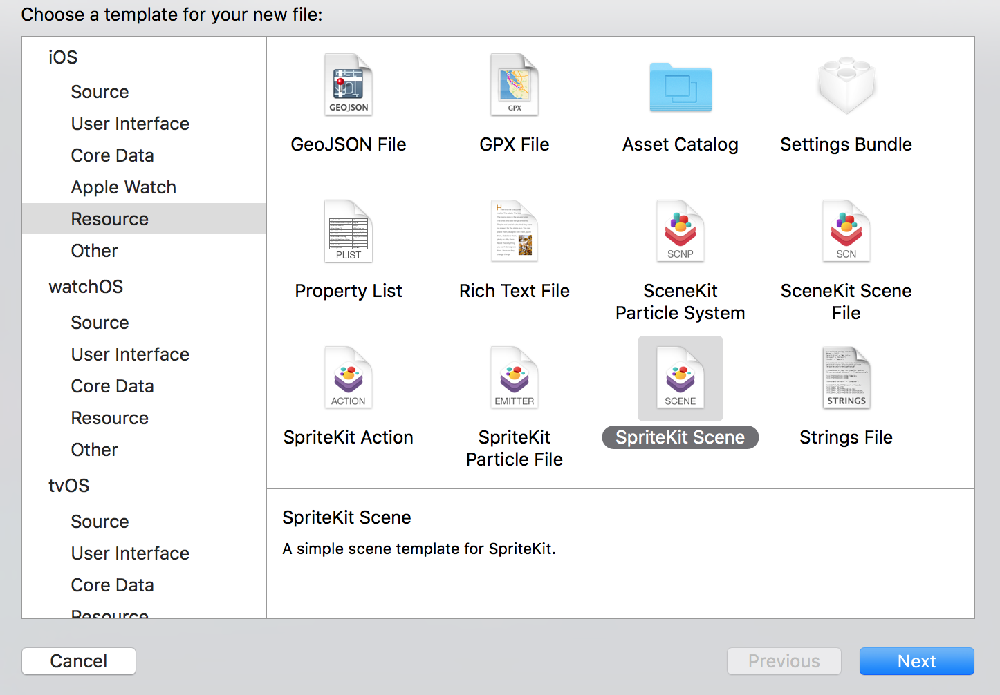 Choose a template for your new file:
iOS
Source
User Interface
Core Data
Apple Watch
Resource
Other
watchOS
Source
User Interface
Core Data
Resource
Other
tvOS
Source
User Interface
Core Data
Resource
GEOJSON
GPX
GeoJSON File
GPX File
Asset Catalog
Settings Bundle
PLIST
SCNP
SCN
Property List
Rich Text File
SceneKit
Particle System
SceneKit Scene
File
ACTION
EMITTER
SCENE
STRINGS
SpriteKit Action
SpriteKit
Particle File
SpriteKit Scene
Strings File
SpriteKit Scene
A simple scene template for SpriteKit.
Cancel
Previous
Next